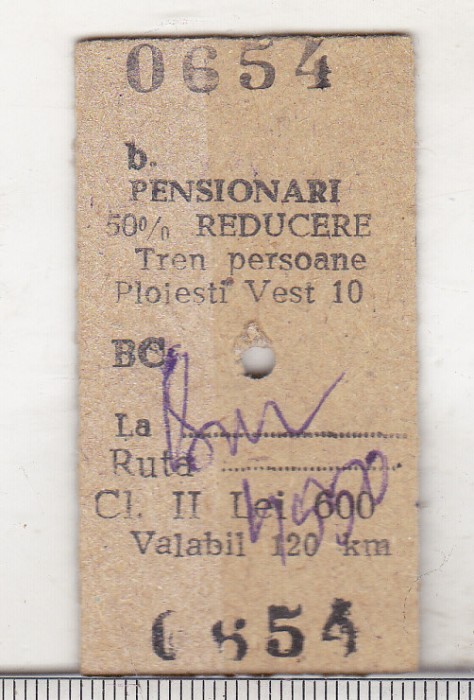 0654
b.
PENSIONARI
50% REDUCERE
Tren persoane
Ploiesti Vest 10
BC
La
Ruta
Cl. II Lei 600
Valabil 120 km
0654